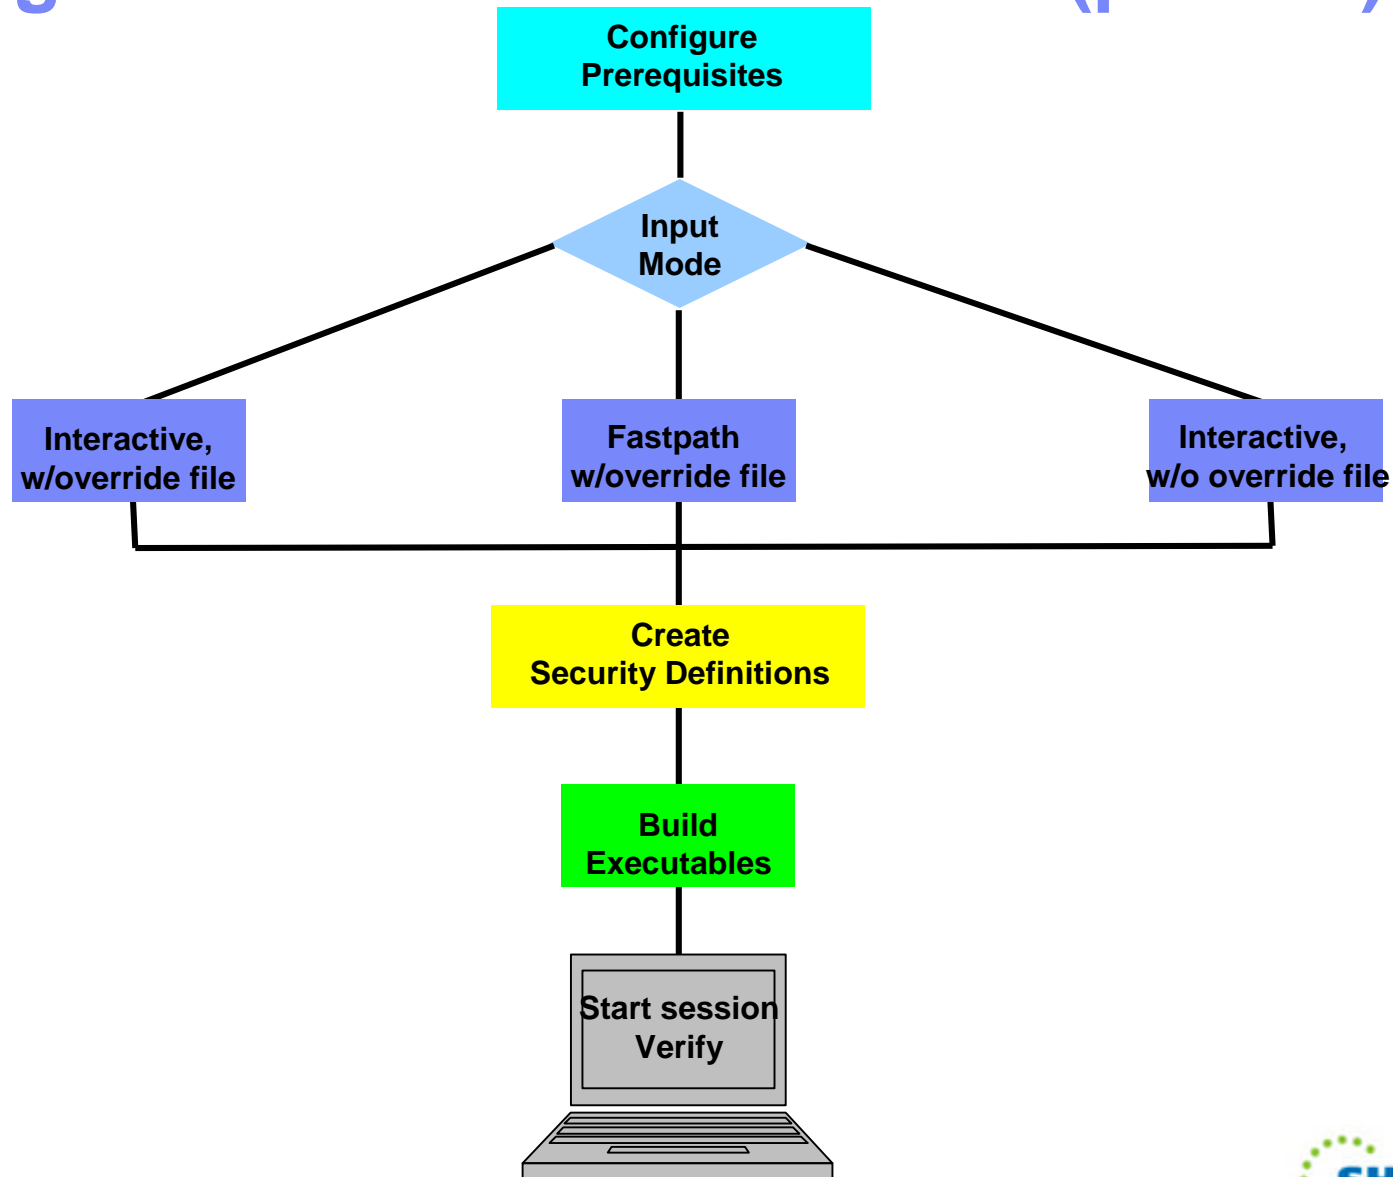 Configure
Prerequisites
Input
Mode
Interactive,
w/override file
Fastpath
w/override file
Interactive,
w/o override file
Create
Security Definitions
Build
Executables
Start session
Verify